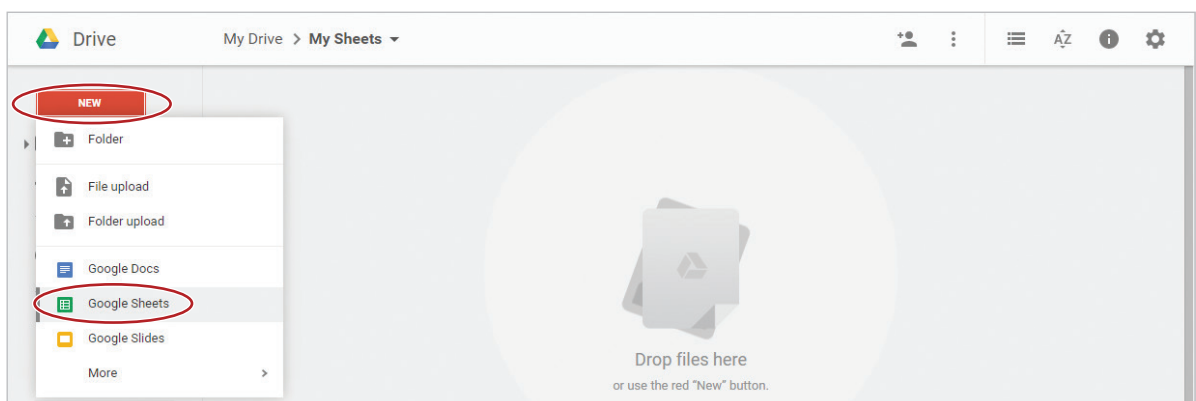 Drive My Drive > My Sheets AZ
NEW
Folder
File upload
Folder upload
Google Docs
Google Sheets
Google Slides
More >
Drop files here
or use the red "New" button.